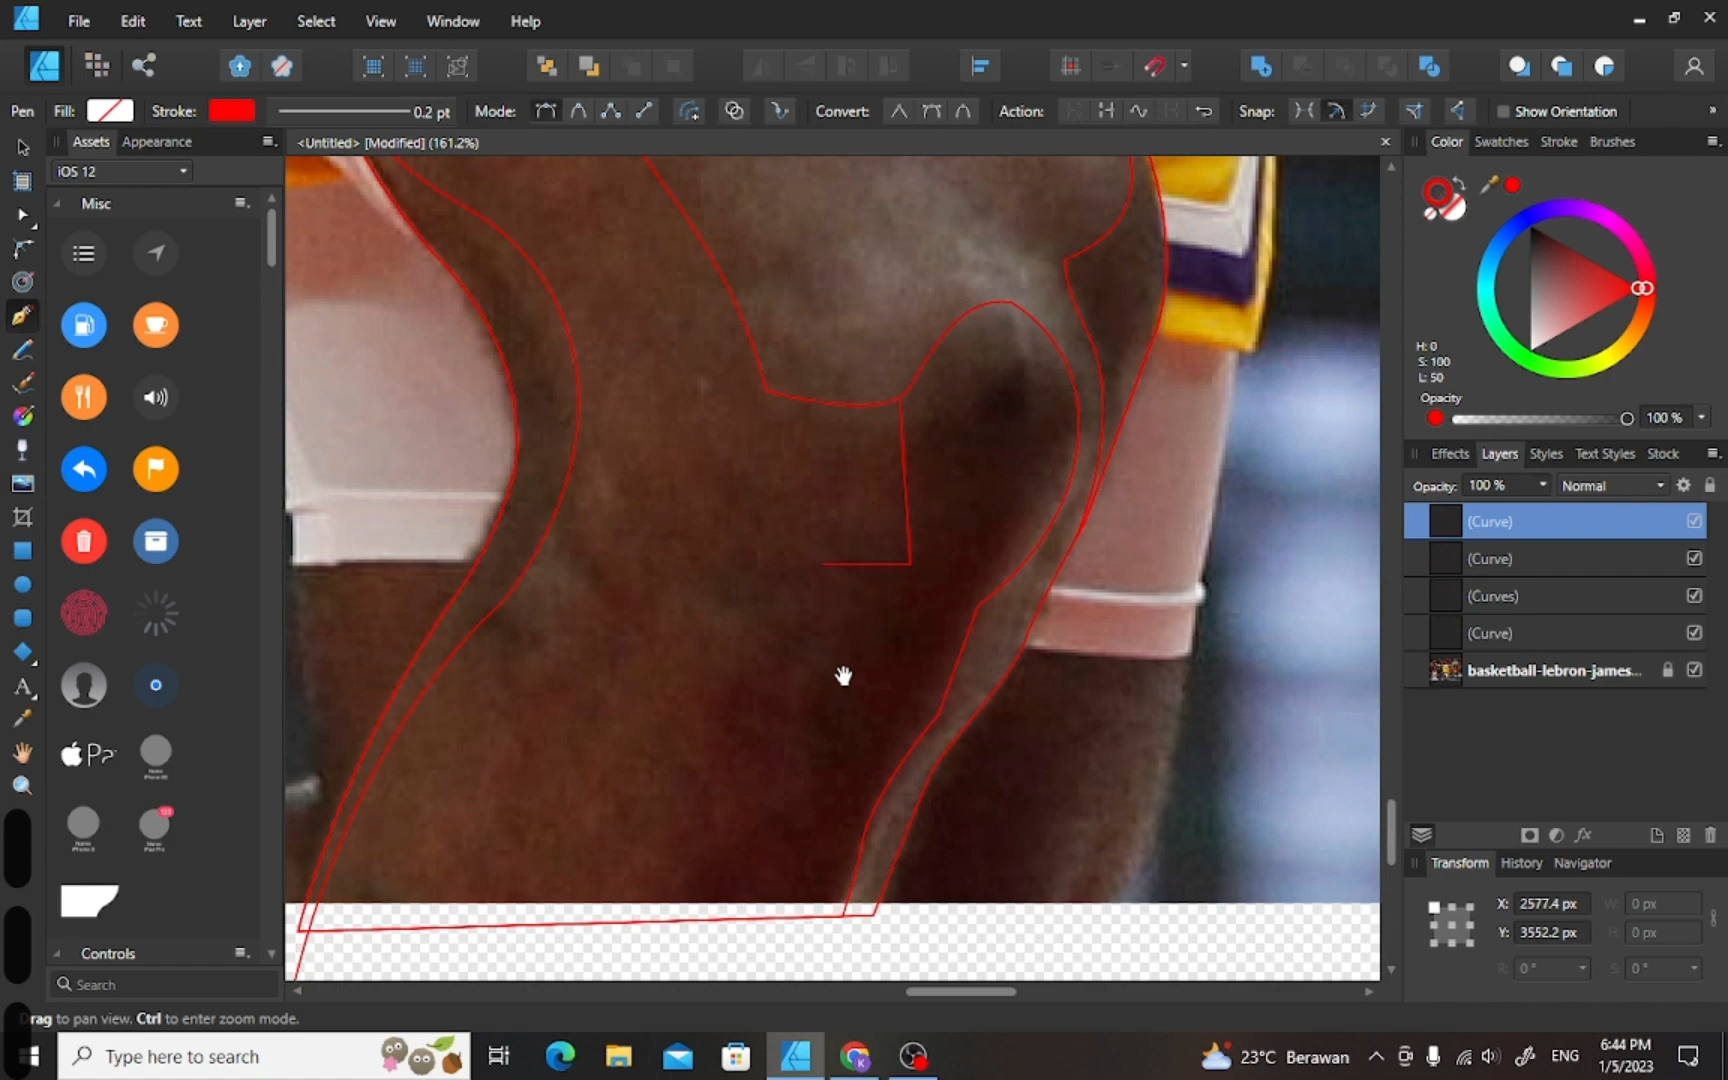 File Edit Text Layer Select View Window Help
Pen Fill: Stroke: 0.2 pt Mode: Convert: Action: Snap: Show Orientation »
Assets Appearance
<Untitled> [Modified] (161.2%)
Color Swatches Stroke Brushes
iOS 12
Misc
H: 0
S: 100
L: 50
Opacity
100 %
Effects Layers Styles Text Styles Stock
Opacity: 100 % Normal
(Curve)
(Curve)
(Curves)
(Curve)
basketball-lebron-james...
Transform History Navigator
X: 2577.4 px W: 0 px
Y: 3552.2 px H: 0 px
R: 0 ° S: 0 °
Controls
Search
Drag to pan view. Ctrl to enter zoom mode.
Type here to search
23°C Berawan
ENG
6:44 PM
1/5/2023